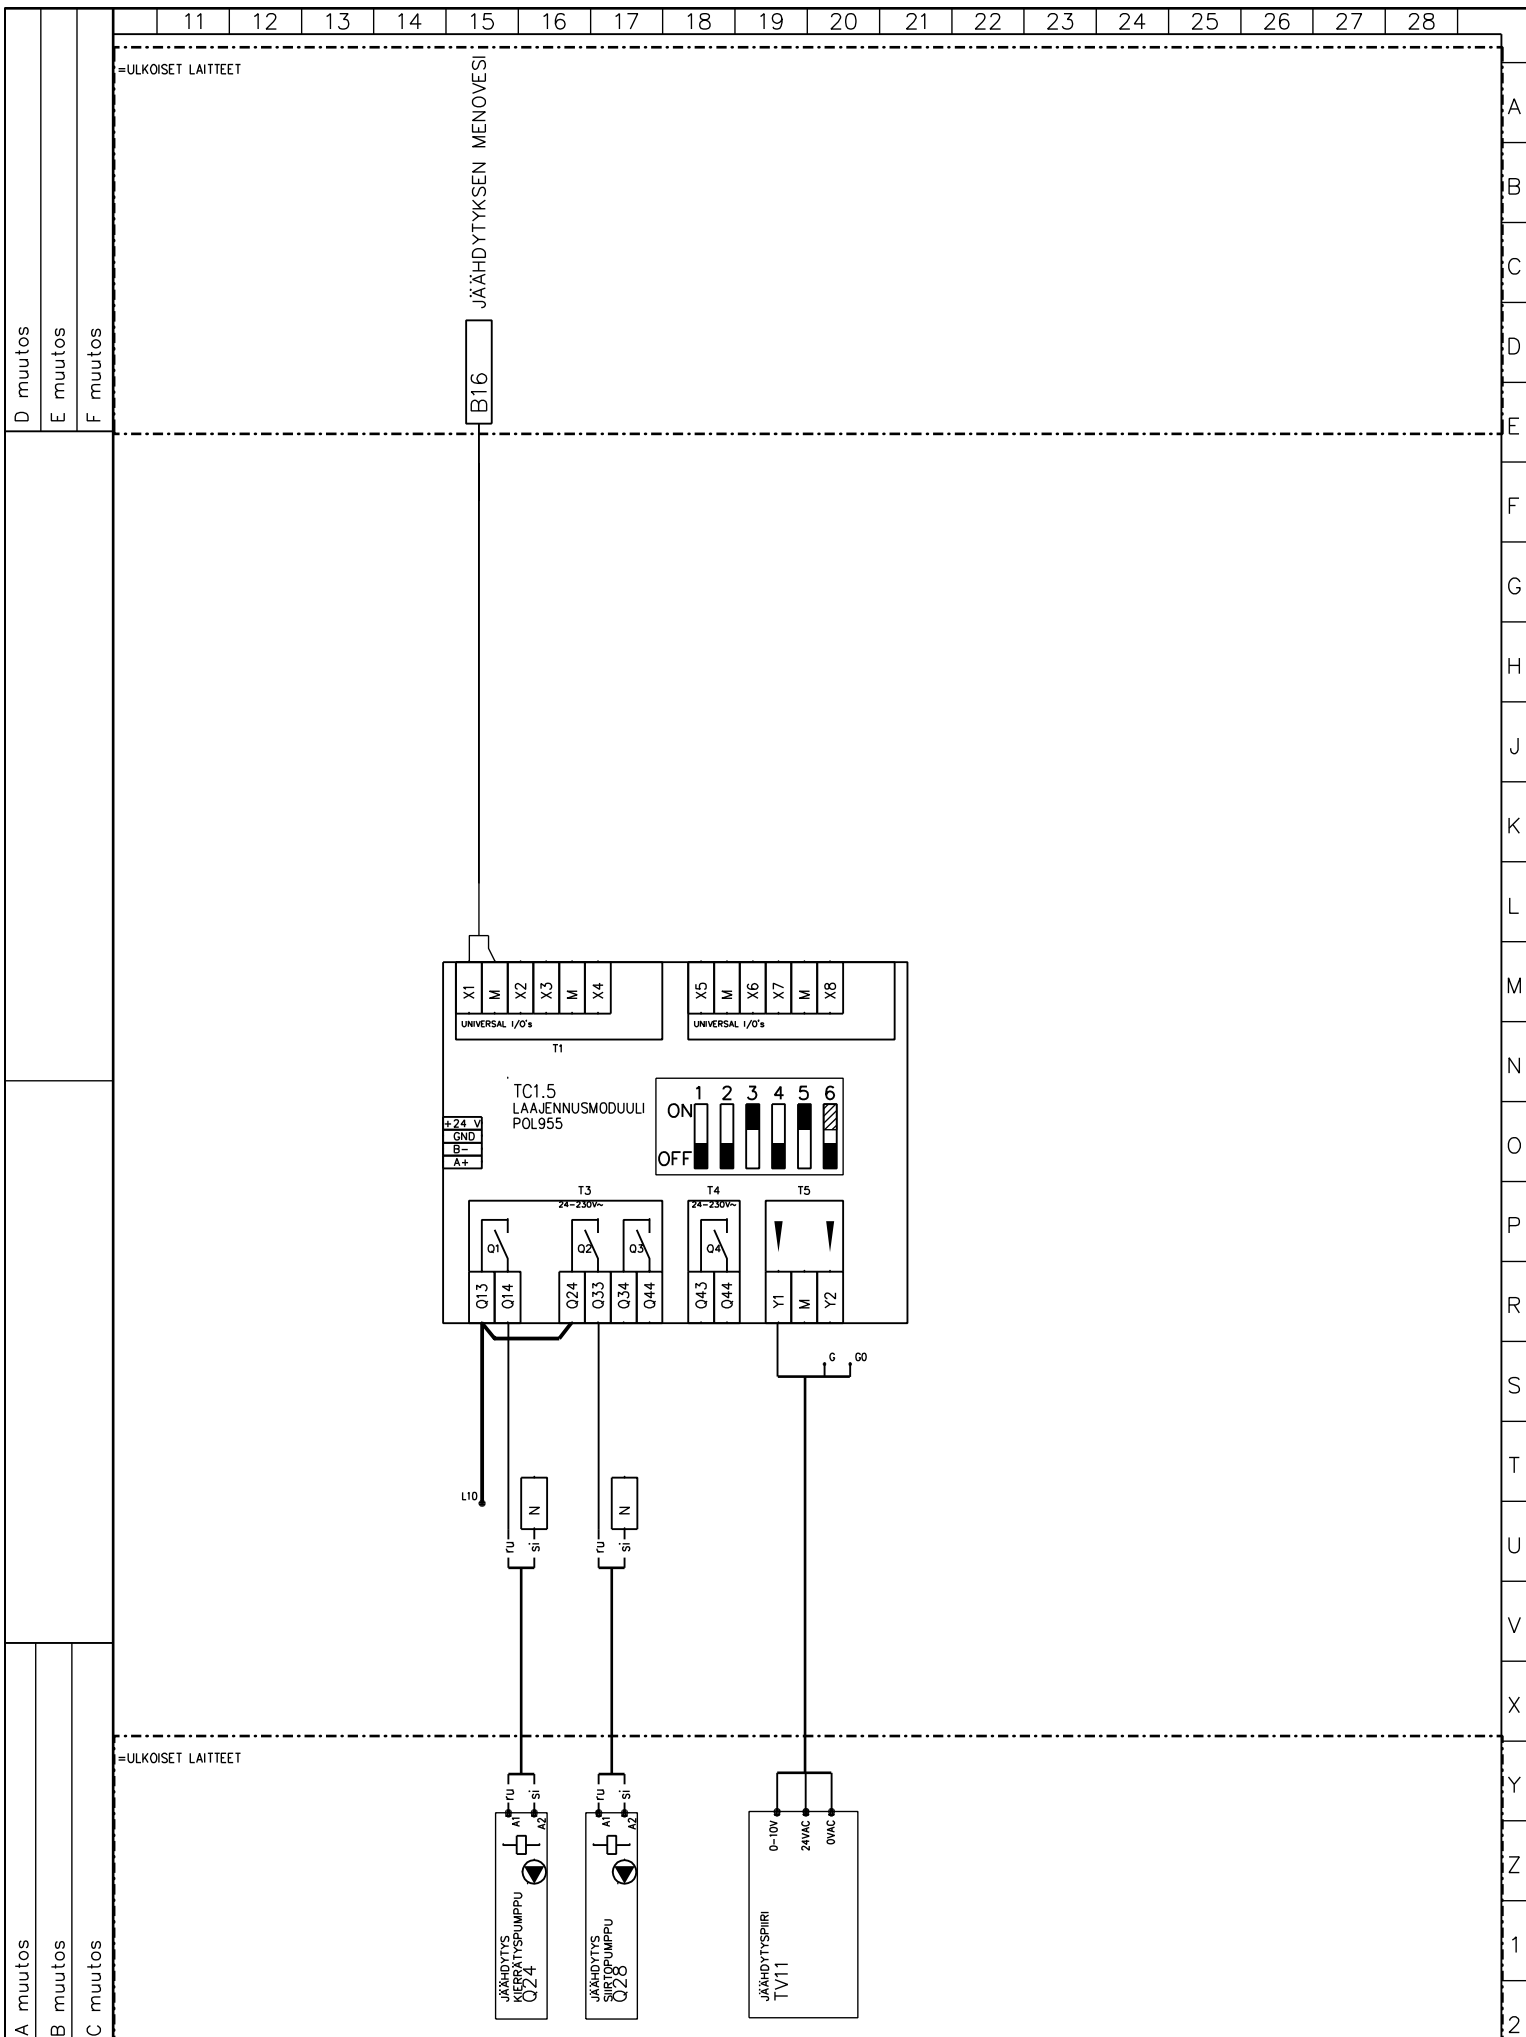 11 12 13 14 15 16 17 18 19 20 21 22 23 24 25 26 27 28
=ULKOISET LAITTEET
JÄÄHDYTYKSEN MENOVESI
B16
D muutos
E muutos
F muutos
A
B
C
D
E
F
G
H
J
K
L
M
N
O
P
R
S
T
U
V
X
Y
Z
1
2
X1 M X2 X3 M X4
UNIVERSAL I/O's
T1
X5 M X6 X7 M X8
UNIVERSAL I/O's
TC1.5
LAAJENNUSMODUULI
POL955
1 2 3 4 5 6
ON
OFF
+24 V
GND
B-
A+
T3
24-230V~
T4
24-230V~
T5
Q1 Q2 Q3 Q4
Q13 Q14 Q24 Q33 Q34 Q44
Q43 Q44
Y1 M Y2
G G0
L10
N N
ru si ru si
=ULKOISET LAITTEET
ru si ru si
A1 A2 A1 A2
0-10V 24VAC 0VAC
JÄÄHDYTYS
KIERRÄTYSPUMPPU
Q24
JÄÄHDYTYS
SIIRTOPUMPPU
Q28
JÄÄHDYTYSPIIRI
TV11
A muutos
B muutos
C muutos